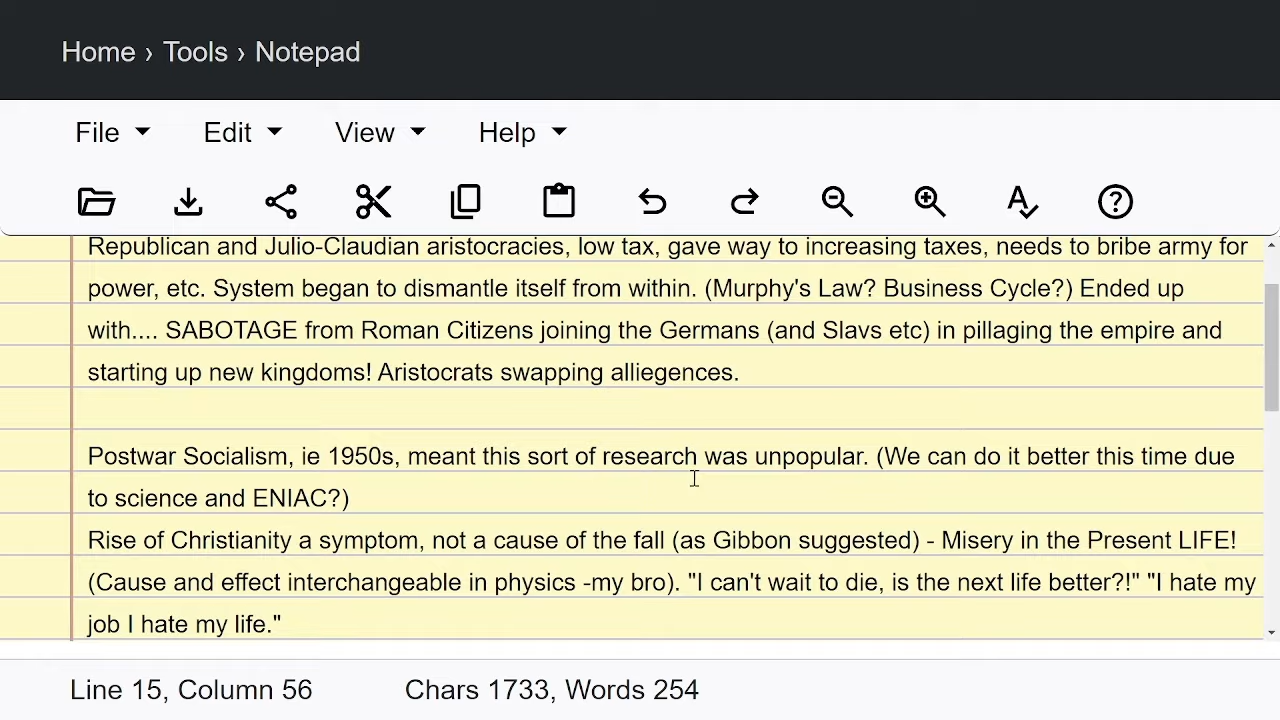 Home › Tools › Notepad
File Edit View Help
Republican and Julio-Claudian aristocracies, low tax, gave way to increasing taxes, needs to bribe army for
power, etc. System began to dismantle itself from within. (Murphy's Law? Business Cycle?) Ended up
with.... SABOTAGE from Roman Citizens joining the Germans (and Slavs etc) in pillaging the empire and
starting up new kingdoms! Aristocrats swapping alliegences.
Postwar Socialism, ie 1950s, meant this sort of research was unpopular. (We can do it better this time due
to science and ENIAC?)
Rise of Christianity a symptom, not a cause of the fall (as Gibbon suggested) - Misery in the Present LIFE!
(Cause and effect interchangeable in physics -my bro). "I can't wait to die, is the next life better?!" "I hate my
job I hate my life."
Line 15, Column 56 Chars 1733, Words 254